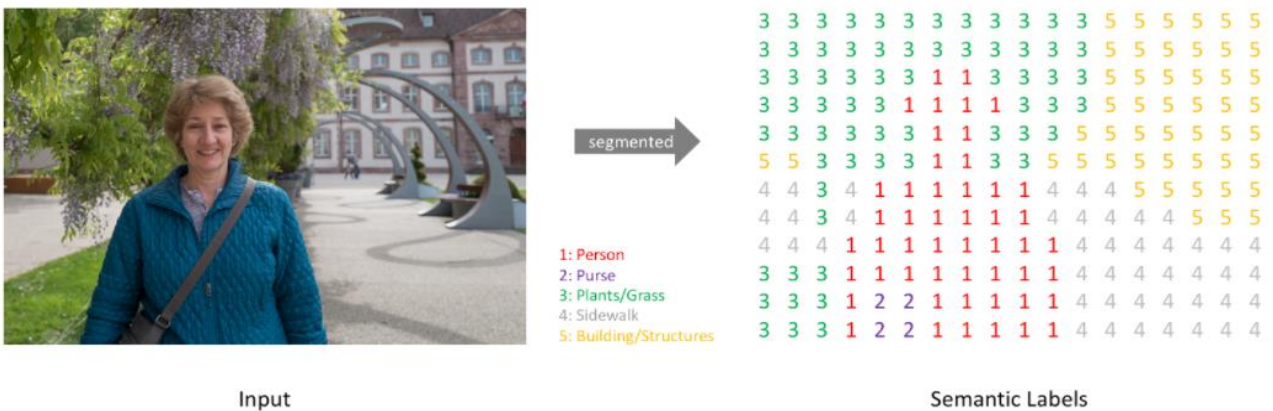 3 3 3 3 3 3 3 3 3 3 3 3 5 5 5 5 5 5
3 3 3 3 3 3 3 3 3 3 3 3 5 5 5 5 5 5
3 3 3 3 3 3 1 1 3 3 3 3 5 5 5 5 5 5
3 3 3 3 3 1 1 1 1 3 3 3 5 5 5 5 5 5
3 3 3 3 3 3 1 1 3 3 3 5 5 5 5 5 5 5
segmented
5 5 3 3 3 3 1 1 3 3 5 5 5 5 5 5 5 5
4 4 3 4 1 1 1 1 1 1 4 4 4 5 5 5 5 5
4 4 3 4 1 1 1 1 1 1 4 4 4 4 4 5 5 5
4 4 4 1 1 1 1 1 1 1 1 4 4 4 4 4 4 4
3 3 3 1 1 1 1 1 1 1 1 4 4 4 4 4 4 4
3 3 3 1 2 2 1 1 1 1 1 4 4 4 4 4 4 4
3 3 3 1 2 2 1 1 1 1 1 4 4 4 4 4 4 4
1: Person
2: Purse
3: Plants/Grass
4: Sidewalk
5: Building/Structures
Input
Semantic Labels